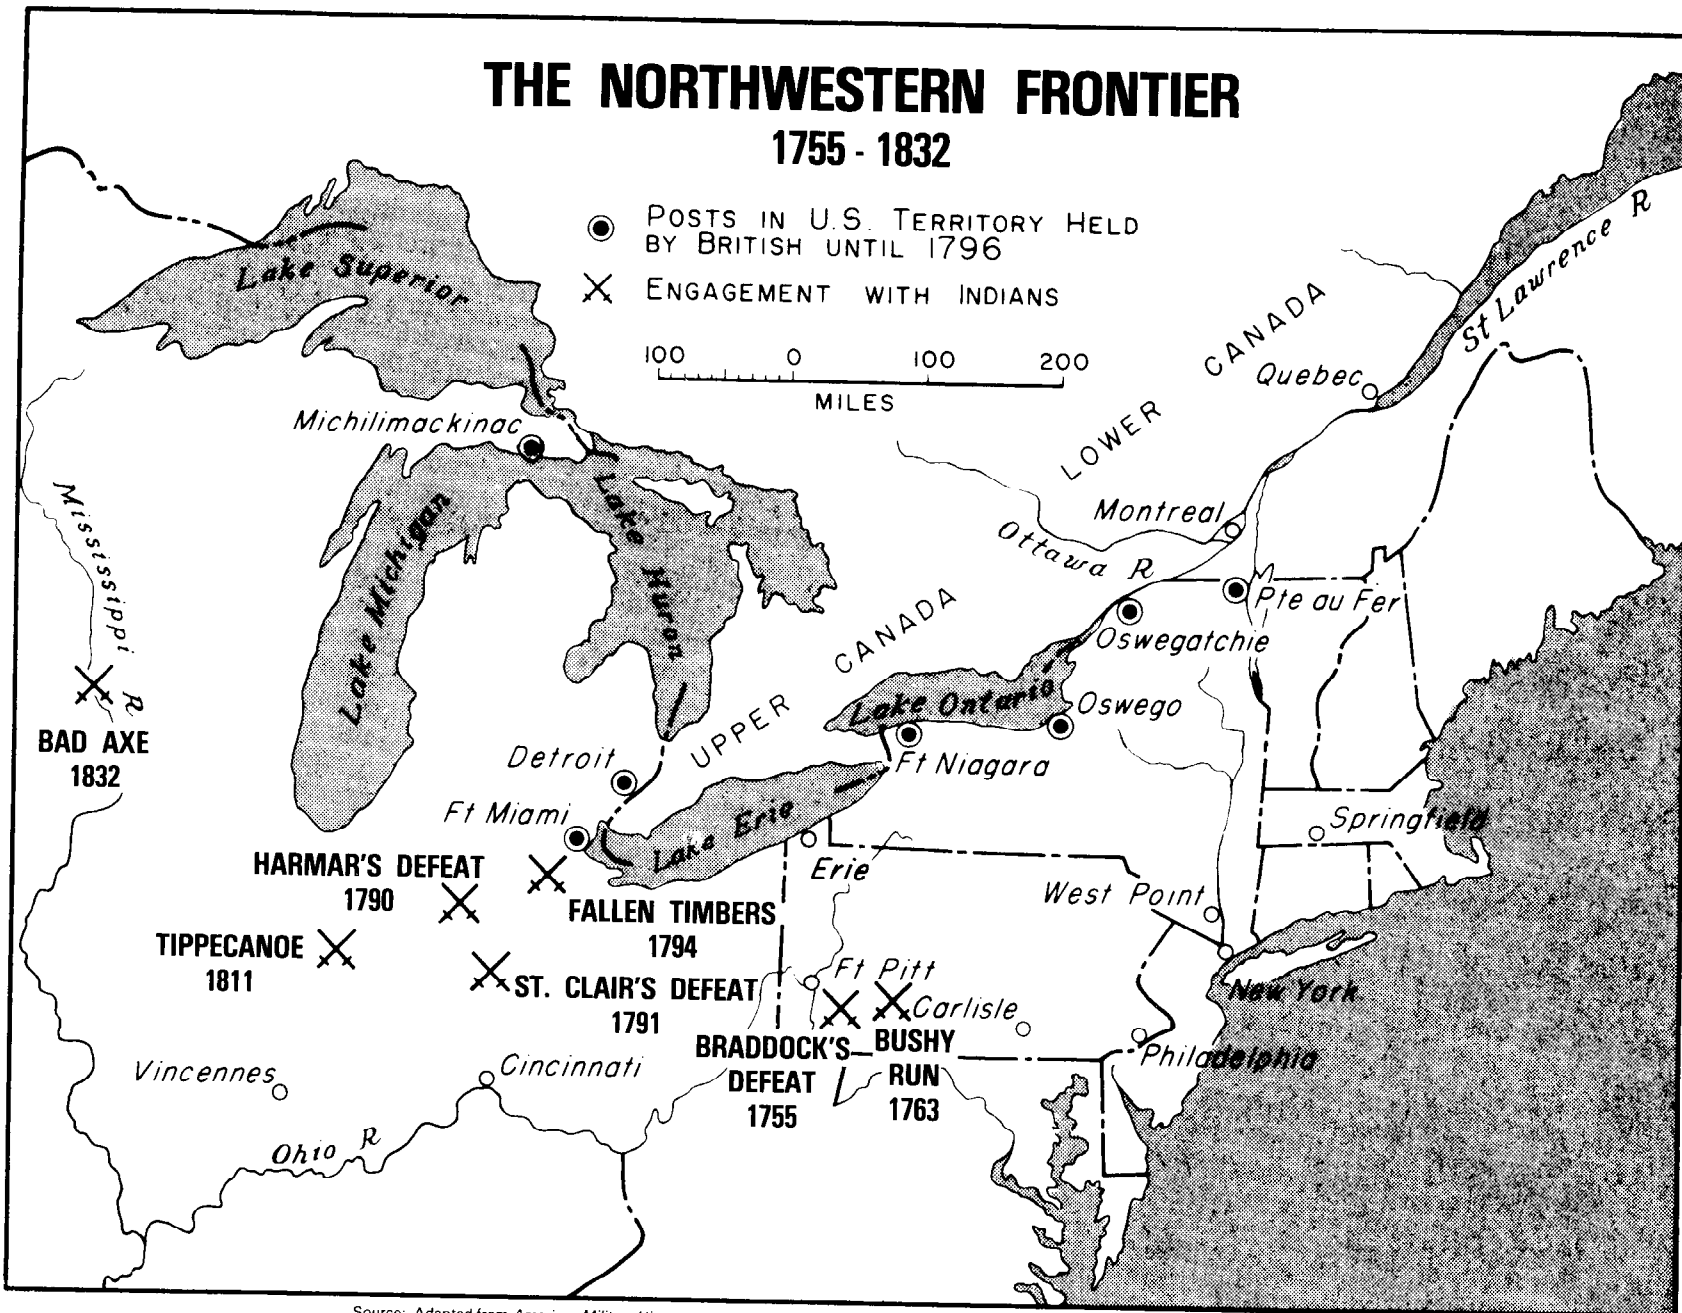 THE NORTHWESTERN FRONTIER
1755 - 1832
POSTS IN U.S. TERRITORY HELD
BY BRITISH UNTIL 1796
ENGAGEMENT WITH INDIANS
100 0 100 200
MILES
Lake Superior
St Lawrence R
LOWER CANADA
Quebec
Michilimackinac
Mississippi R
Lake Michigan
Lake Huron
Montreal
Ottawa R
Pte au Fer
Oswegatchie
UPPER CANADA
Lake Ontario
Oswego
BAD AXE
1832
Detroit
Ft Niagara
Ft Miami
Lake Erie
Springfield
Erie
HARMAR'S DEFEAT
1790
West Point
FALLEN TIMBERS
1794
TIPPECANOE
1811
Ft Pitt
ST. CLAIR'S DEFEAT
1791
New York
Carlisle
BRADDOCK'S
DEFEAT
1755
BUSHY
RUN
1763
Philadelphia
Vincennes
Cincinnati
Ohio R
Source: Adapted from